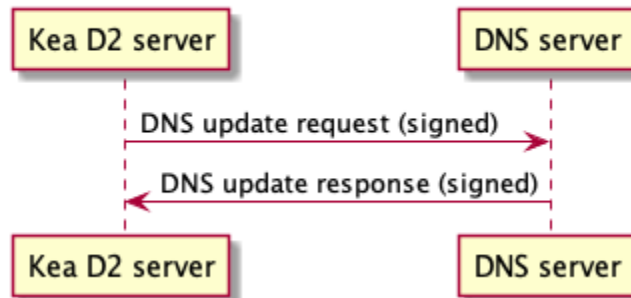 Kea D2 server
DNS server
DNS update request (signed)
DNS update response (signed)
Kea D2 server
DNS server